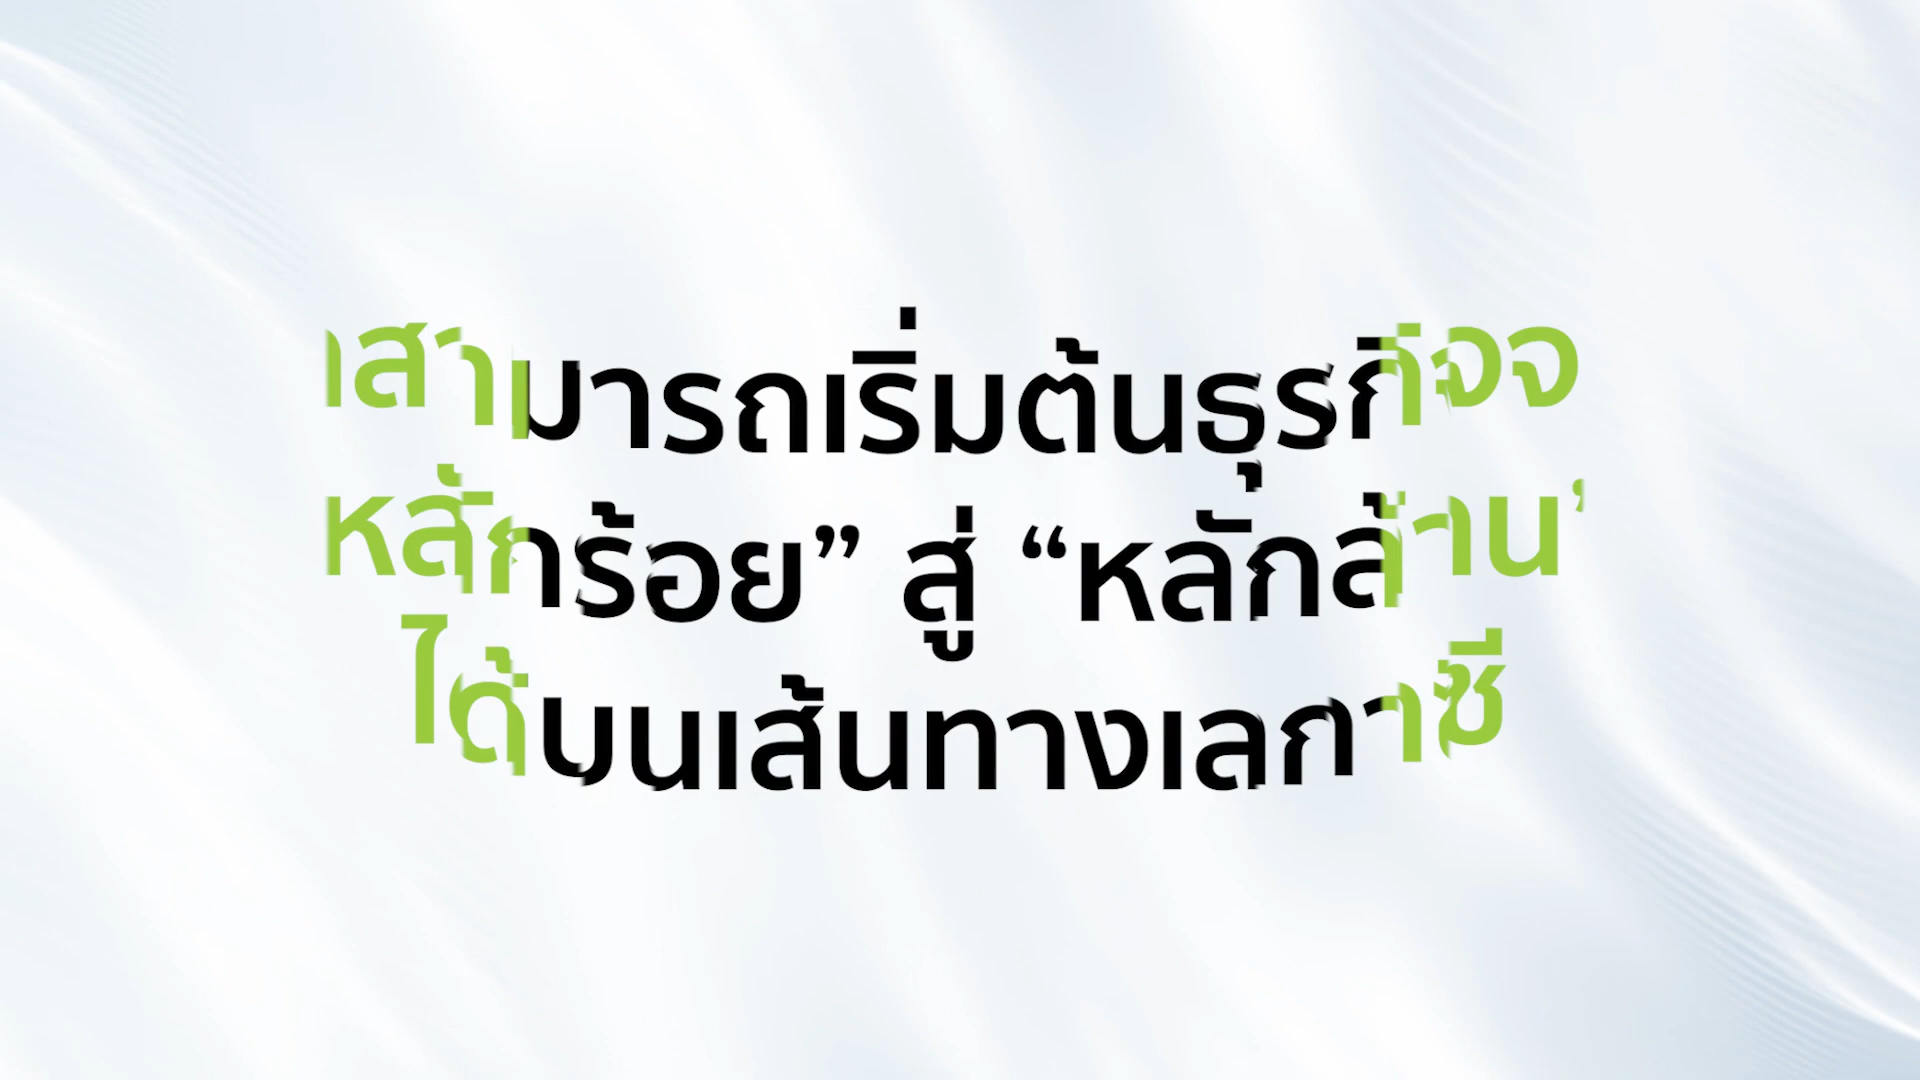 าสามารถเริ่มต้นธุรกิจจ
หลักร้อย” สู่ “หลักล้าน”
ได้บนเส้นทางเลกาซี